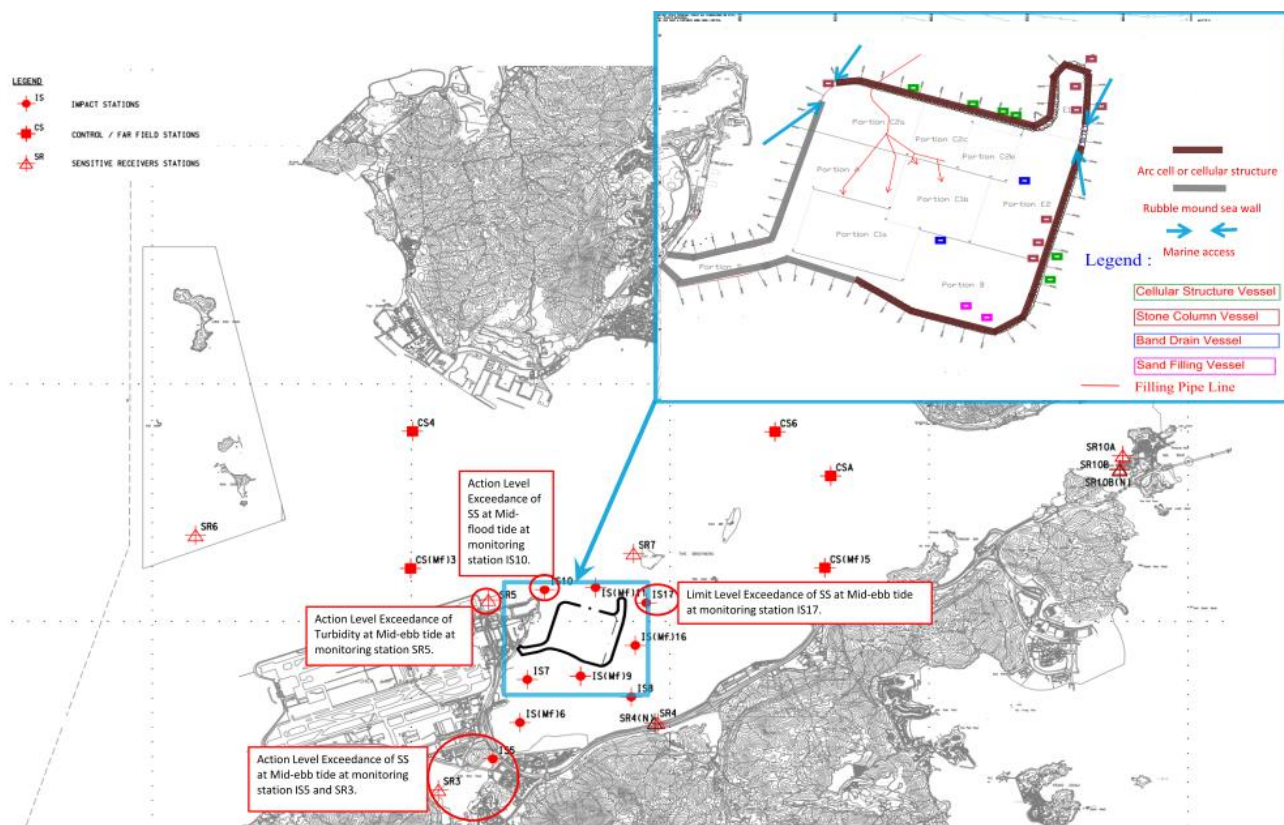 LEGEND
IS IMPACT STATIONS
CS CONTROL / FAR FIELD STATIONS
SR SENSITIVE RECEIVERS STATIONS
Portion C2a
Portion C2c
Portion C2b
Portion A
Portion C1b
Portion C2
Portion C1a
Portion B
Arc cell or cellular structure
Rubble mound sea wall
Marine access
Legend :
Cellular Structure Vessel
Stone Column Vessel
Band Drain Vessel
Sand Filling Vessel
Filling Pipe Line
CS4
CS6
CSA
SR10A
SR10B
SR10B(N)
SR6
CS(Mf)3
SR7
CS(Mf)5
Action Level
Exceedance of
SS at Mid-
flood tide at
monitoring
station IS10.
IS10
IS(Mf)11
IS17
SR5
Limit Level Exceedance of SS at Mid-ebb tide
at monitoring station IS17.
Action Level Exceedance of
Turbidity at Mid-ebb tide at
monitoring station SR5.
IS(Mf)16
IS7
IS(Mf)9
IS8
IS(Mf)6
SR4(N)
SR4
Action Level Exceedance of SS
at Mid-ebb tide at monitoring
station IS5 and SR3.
IS5
SR3
THE BROTHERS